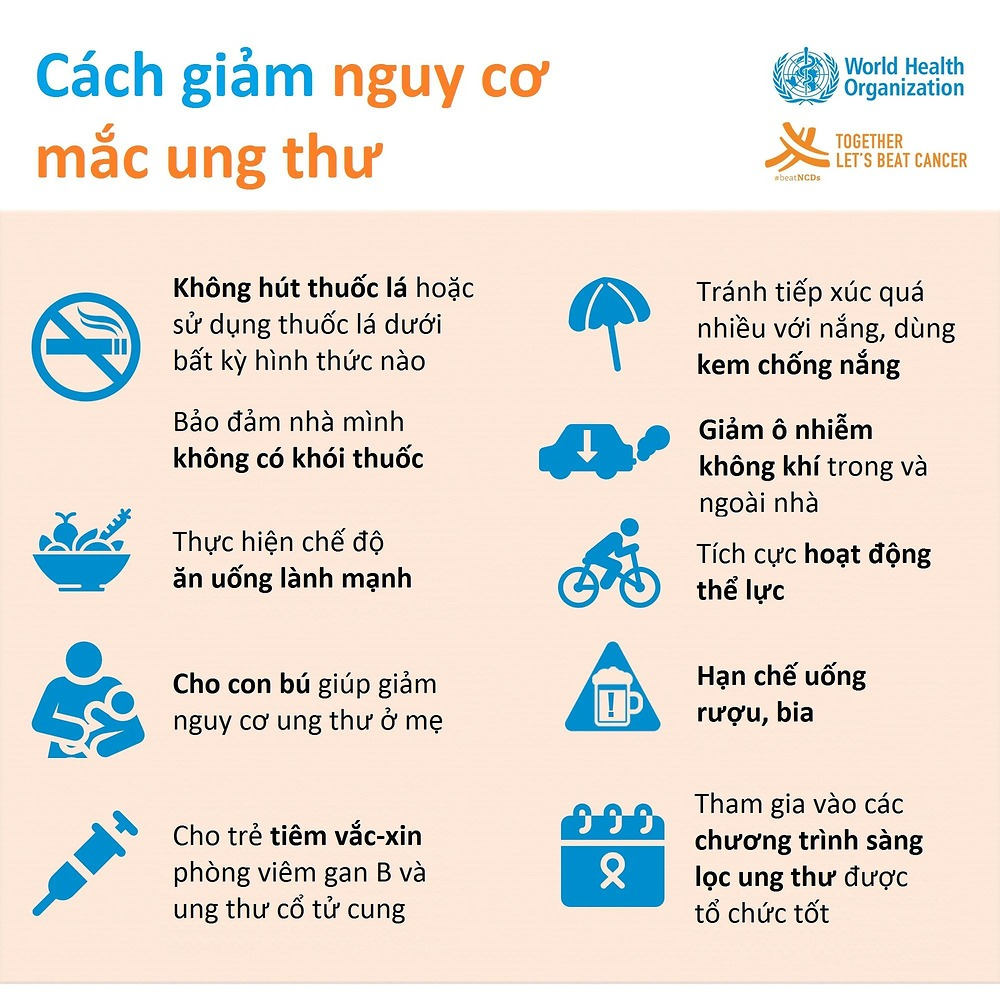 Cách giảm nguy cơ
mắc ung thư
World Health
Organization
TOGETHER
LET'S BEAT CANCER
#beatNCDs
Không hút thuốc lá hoặc
sử dụng thuốc lá dưới
bất kỳ hình thức nào
Bảo đảm nhà mình
không có khói thuốc
Thực hiện chế độ
ăn uống lành mạnh
Cho con bú giúp giảm
nguy cơ ung thư ở mẹ
Cho trẻ tiêm vắc-xin
phòng viêm gan B và
ung thư cổ tử cung
Tránh tiếp xúc quá
nhiều với nắng, dùng
kem chống nắng
Giảm ô nhiễm
không khí trong và
ngoài nhà
Tích cực hoạt động
thể lực
Hạn chế uống
rượu, bia
Tham gia vào các
chương trình sàng
lọc ung thư được
tổ chức tốt